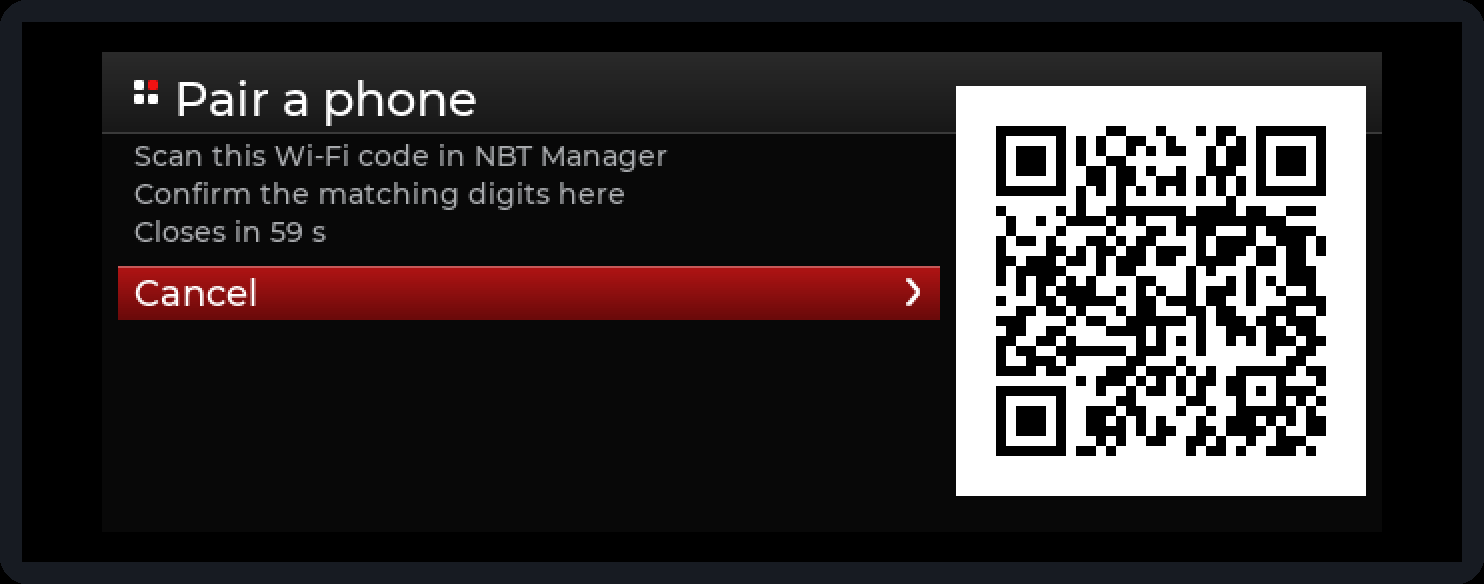 Pair a phone
Scan this Wi-Fi code in NBT Manager
Confirm the matching digits here
Closes in 59 s
Cancel